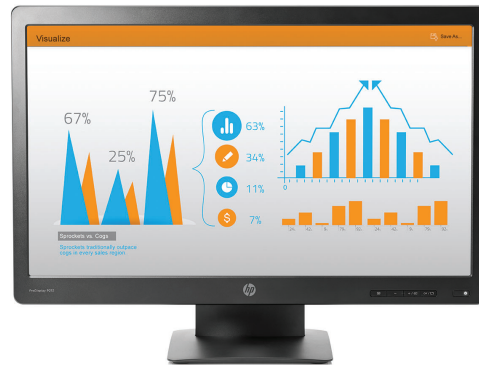 Visualize
Save As...
75%
67%
25%
63%
34%
11%
$ 7%
0
Sprockets vs. Cogs
Sprockets traditionally outpace
cogs in every sales region.
hp